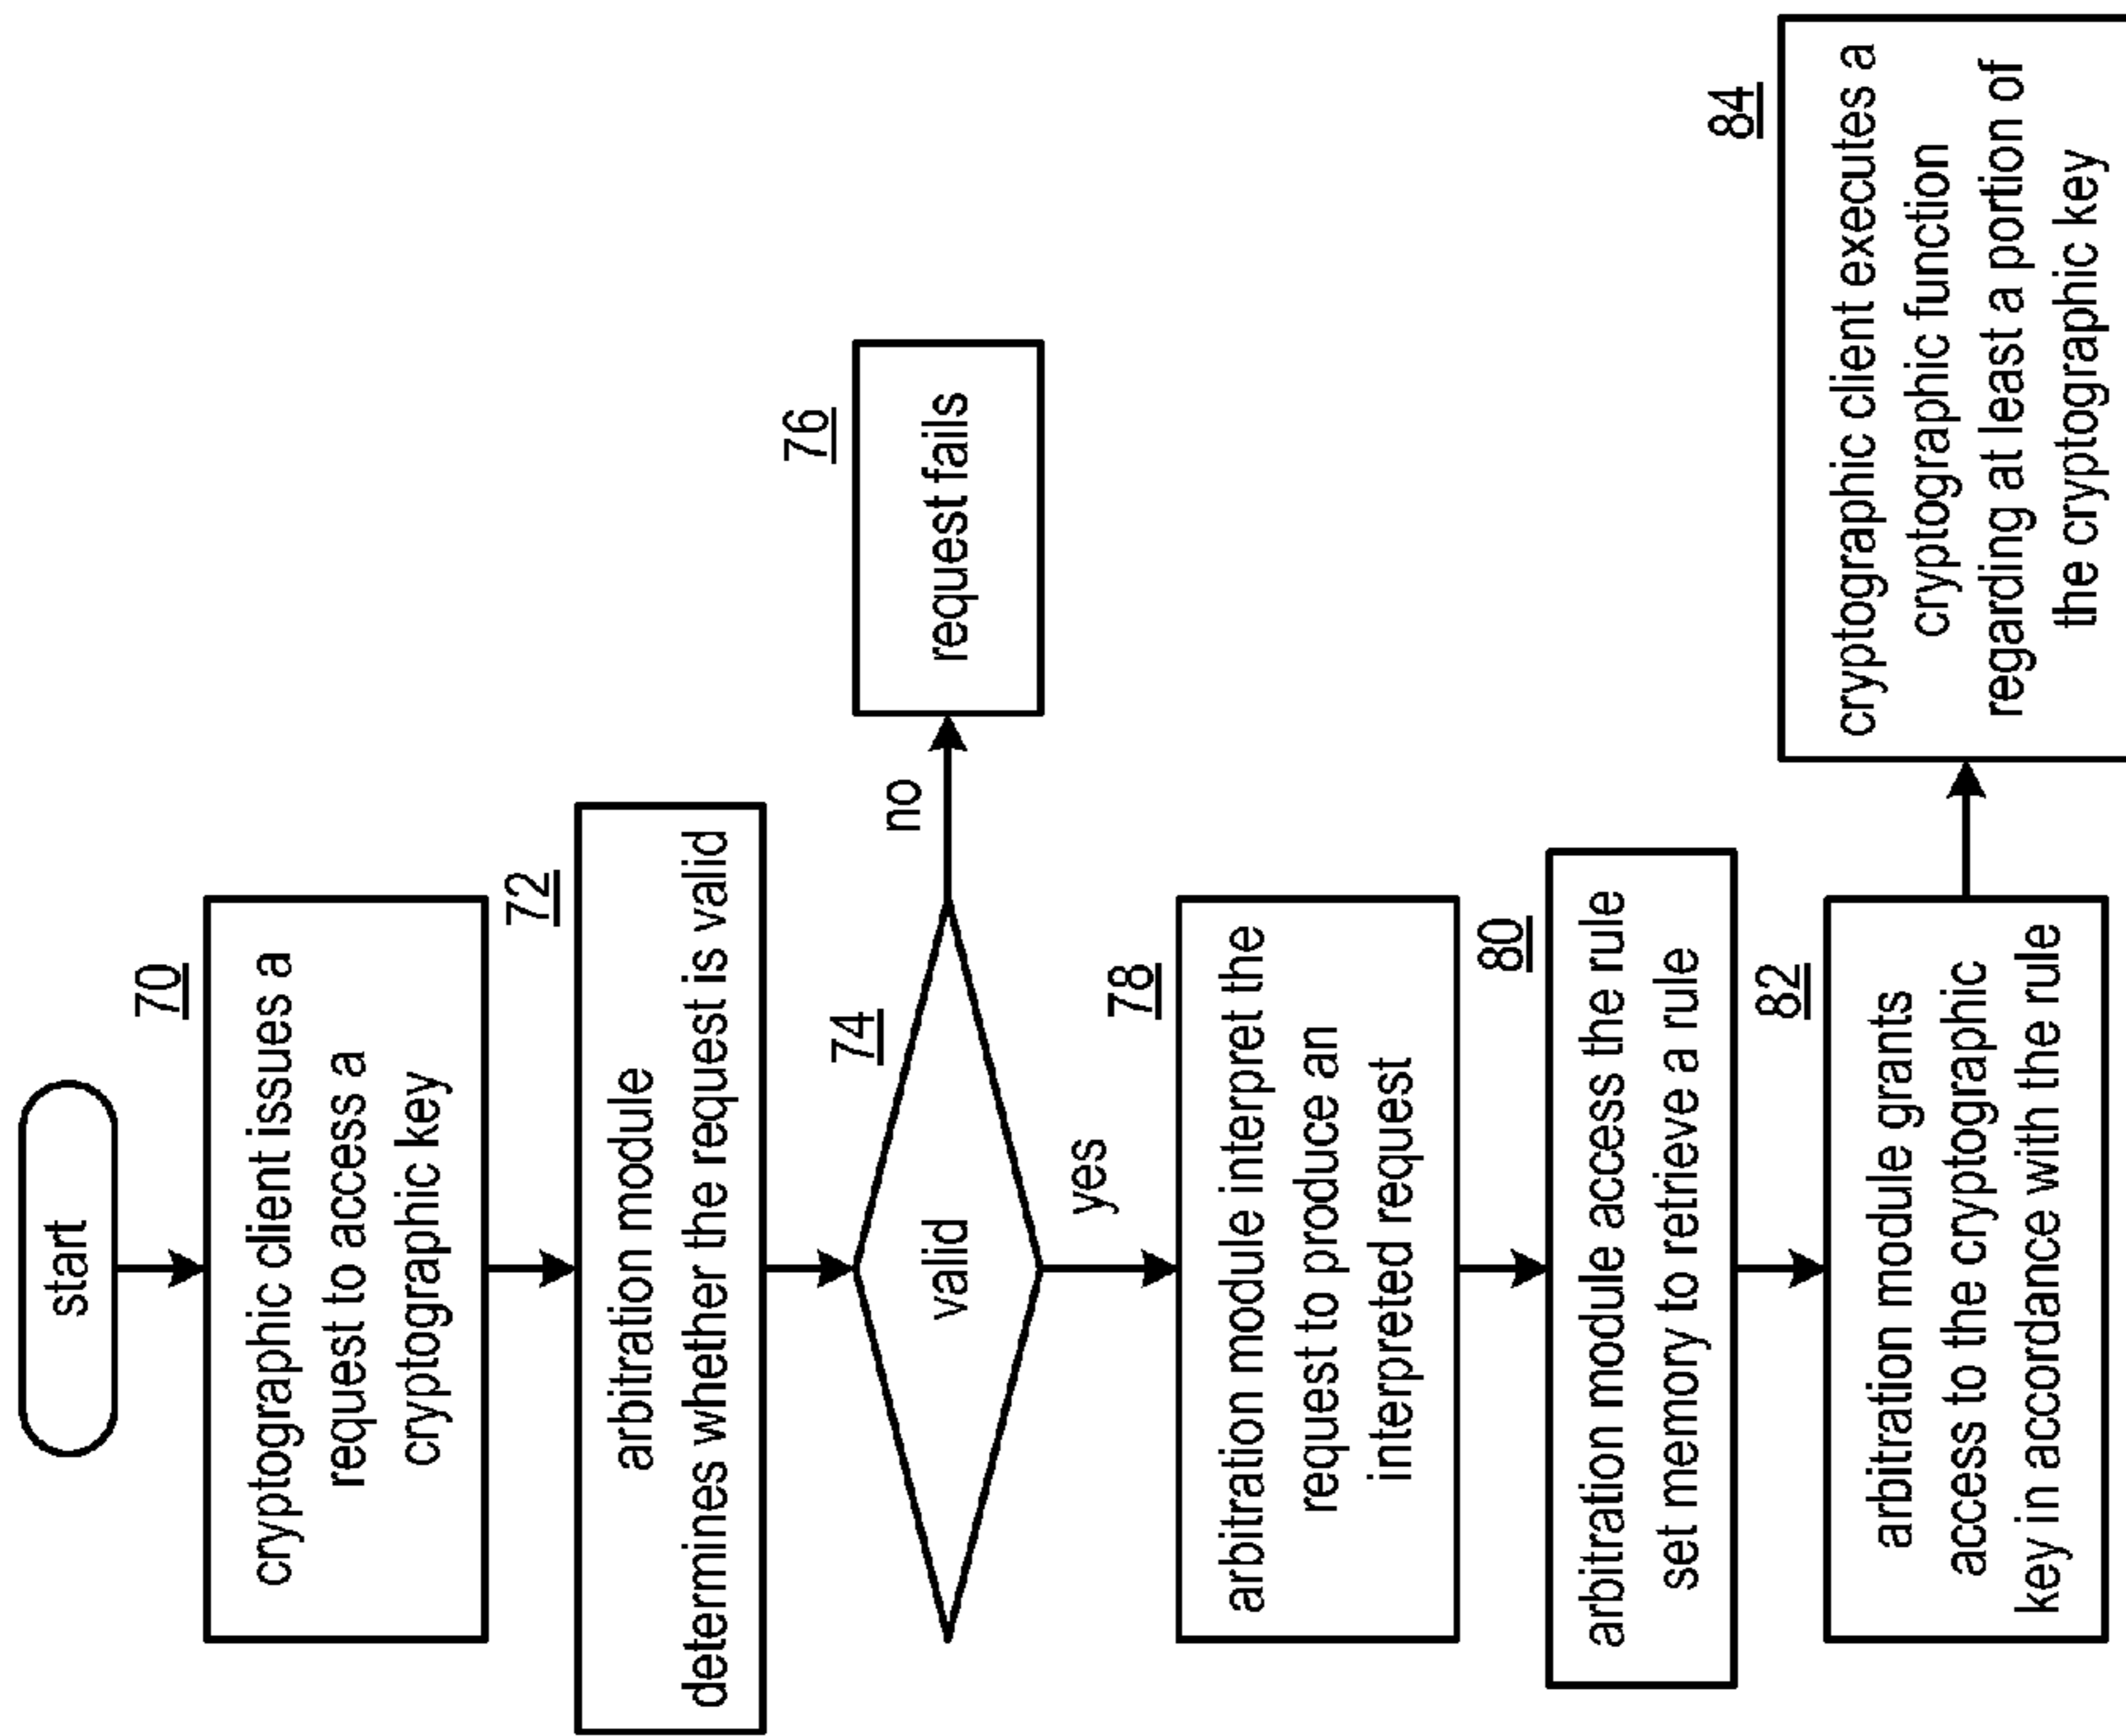 start
70
cryptographic client issues a
request to access a
cryptographic key
72
arbitration module
determines whether the request is valid
74
valid
no
76
request fails
yes
78
arbitration module interpret the
request to produce an
interpreted request
80
arbitration module access the rule
set memory to retrieve a rule
82
arbitration module grants
access to the cryptographic
key in accordance with the rule
84
cryptographic client executes a
cryptographic function
regarding at least a portion of
the cryptographic key